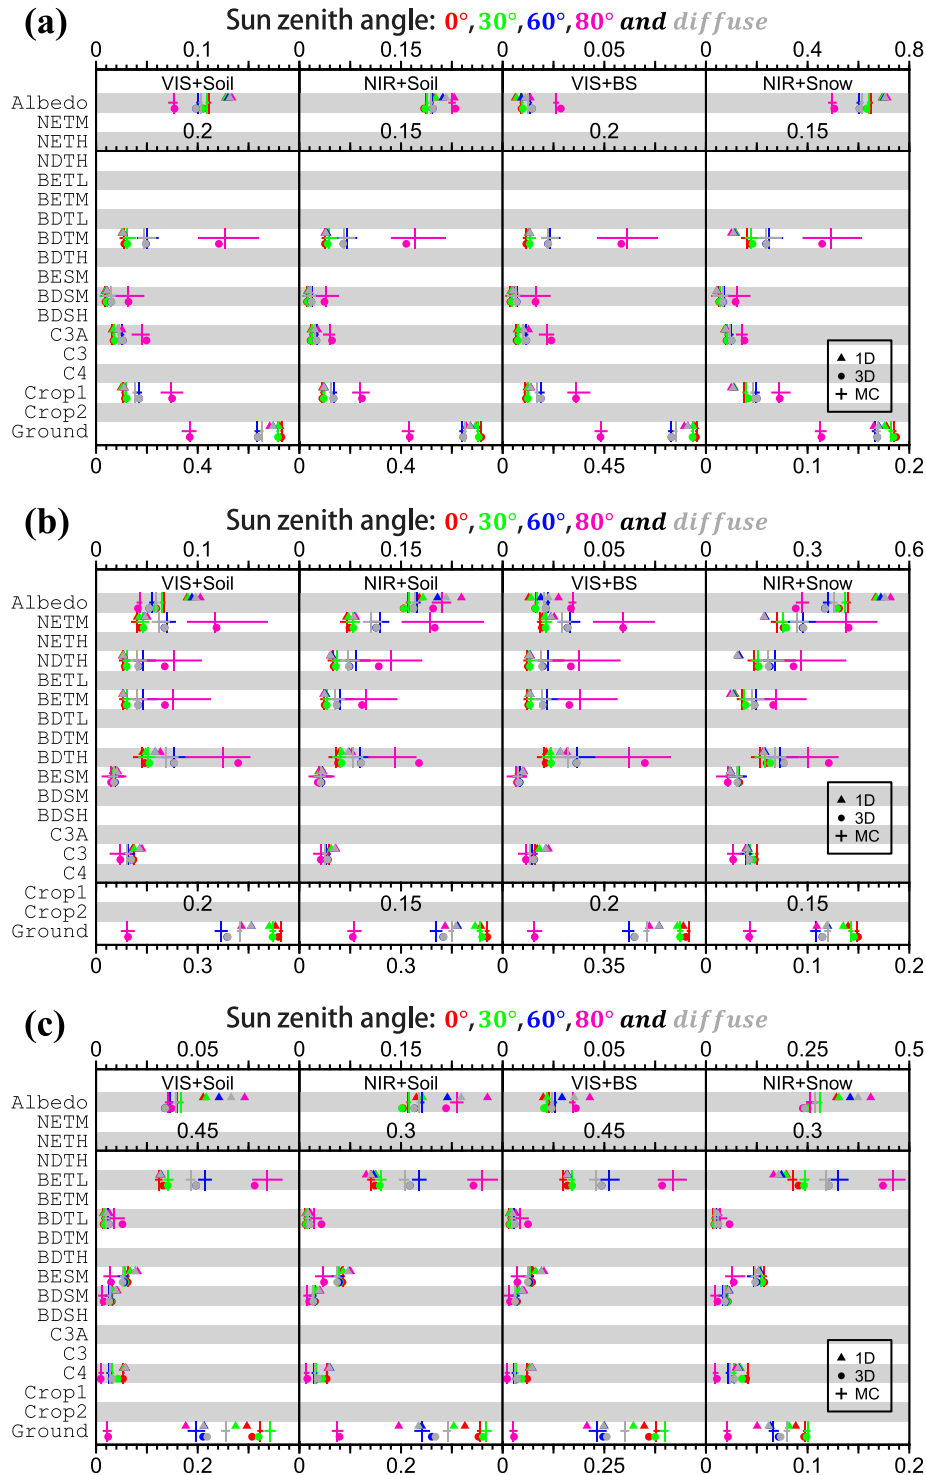 (a) Sun zenith angle: 0°, 30°, 60°, 80° and diffuse
0 0.1 0 0.15 0 0.05 0 0.4 0.8
VIS+Soil NIR+Soil VIS+BS NIR+Snow
Albedo
NETM
0.2 0.15 0.2 0.15
NETH
NDTH
BETL
BETM
BDTL
BDTM
BDTH
BESM
BDSM
BDSH
C3A
C3
C4
Crop1
Crop2
Ground
1D
3D
MC
0 0.4 0 0.4 0 0.45 0 0.1 0.2
(b) Sun zenith angle: 0°, 30°, 60°, 80° and diffuse
0 0.1 0 0.15 0 0.05 0 0.3 0.6
VIS+Soil NIR+Soil VIS+BS NIR+Snow
Albedo
NETM
NETH
NDTH
BETL
BETM
BDTL
BDTM
BDTH
BESM
BDSM
BDSH
C3A
C3
C4
1D
3D
MC
Crop1
Crop2
0.2 0.15 0.2 0.15
Ground
0 0.3 0 0.3 0 0.35 0 0.1 0.2
(c) Sun zenith angle: 0°, 30°, 60°, 80° and diffuse
0 0.05 0 0.15 0 0.1 0 0.25 0.5
VIS+Soil NIR+Soil VIS+BS NIR+Snow
Albedo
NETM
0.45 0.3 0.45 0.3
NETH
NDTH
BETL
BETM
BDTL
BDTM
BDTH
BESM
BDSM
BDSH
C3A
C3
C4
Crop1
Crop2
Ground
1D
3D
MC
0 0.2 0 0.2 0 0.2 0 0.1 0.2